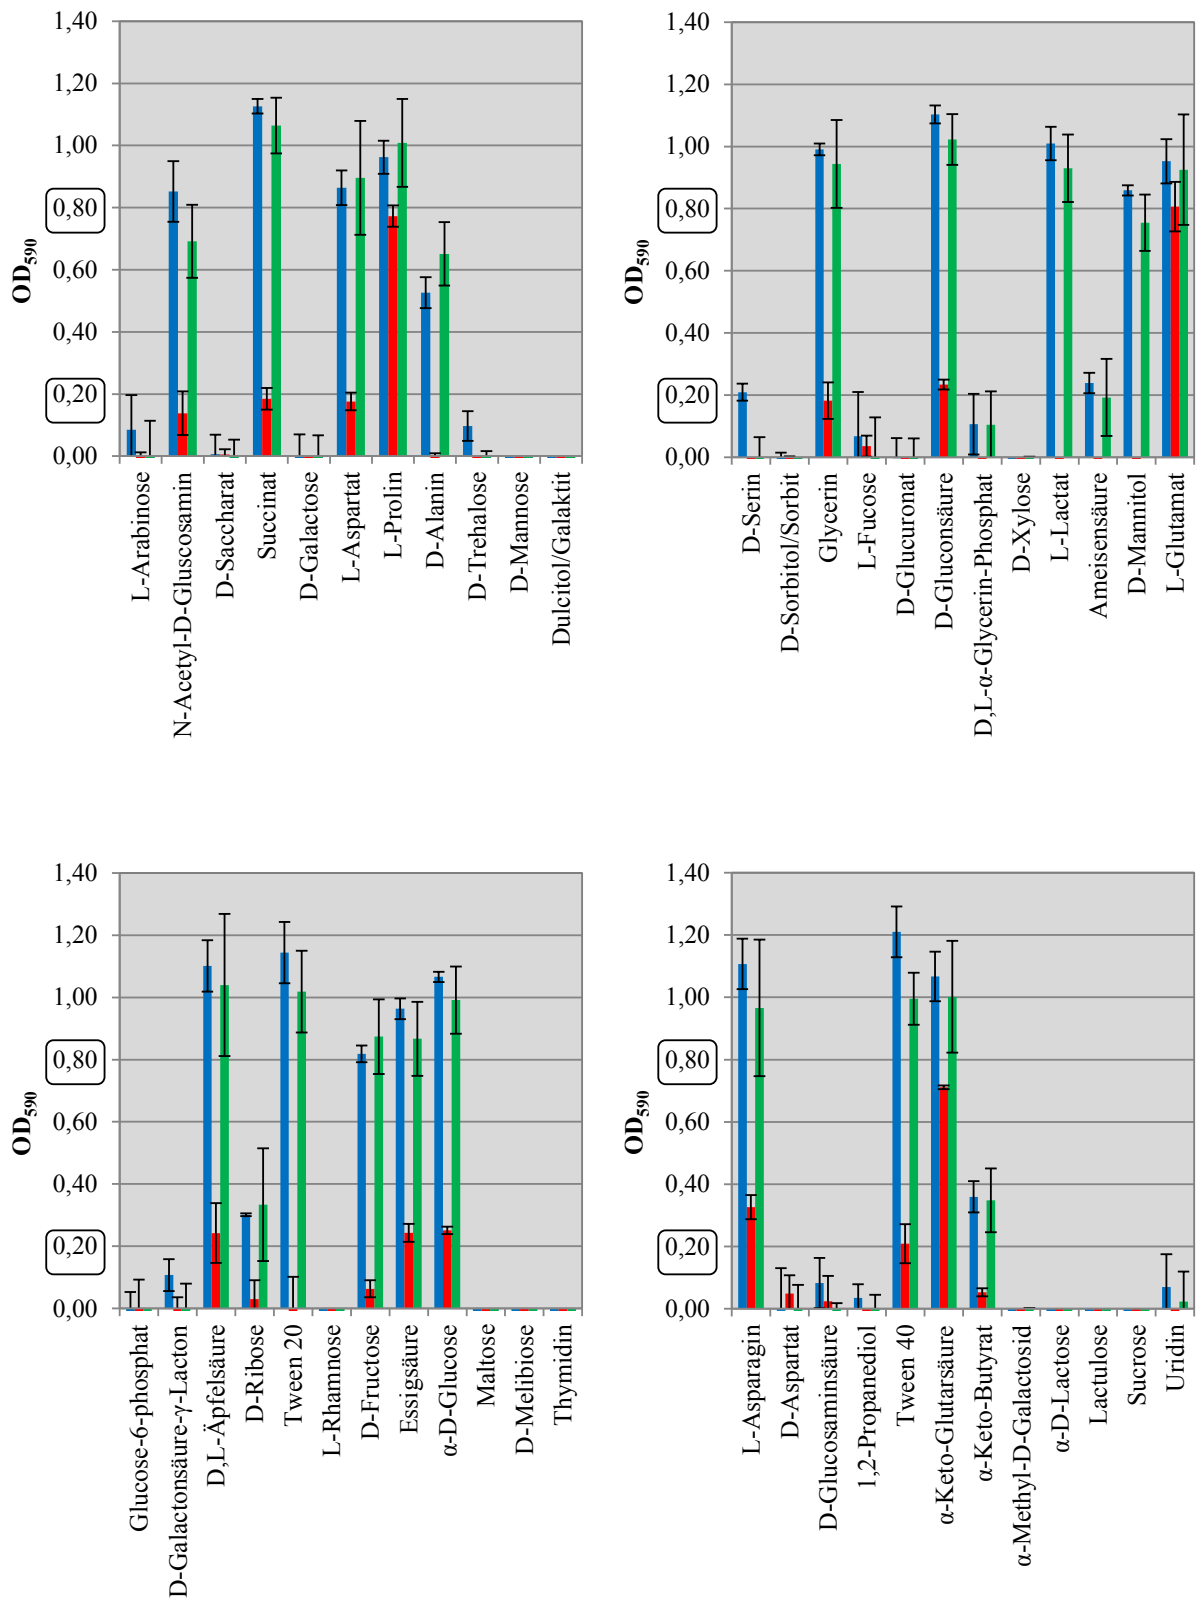 1,40
1,20
1,00
0,80
0,60
0,40
0,20
0,00
OD590
L-Arabinose
N-Acetyl-D-Gluscosamin
D-Saccharat
Succinat
D-Galactose
L-Aspartat
L-Prolin
D-Alanin
D-Trehalose
D-Mannose
Dulcitol/Galaktit
1,40
1,20
1,00
0,80
0,60
0,40
0,20
0,00
OD590
D-Serin
D-Sorbitol/Sorbit
Glycerin
L-Fucose
D-Glucuronat
D-Gluconsäure
D,L-α-Glycerin-Phosphat
D-Xylose
L-Lactat
Ameisensäure
D-Mannitol
L-Glutamat
1,40
1,20
1,00
0,80
0,60
0,40
0,20
0,00
OD590
Glucose-6-phosphat
D-Galactonsäure-γ-Lacton
D,L-Äpfelsäure
D-Ribose
Tween 20
L-Rhamnose
D-Fructose
Essigsäure
α-D-Glucose
Maltose
D-Melibiose
Thymidin
1,40
1,20
1,00
0,80
0,60
0,40
0,20
0,00
OD590
L-Asparagin
D-Aspartat
D-Glucosaminsäure
1,2-Propanediol
Tween 40
α-Keto-Glutarsäure
α-Keto-Butyrat
α-Methyl-D-Galactosid
α-D-Lactose
Lactulose
Sucrose
Uridin